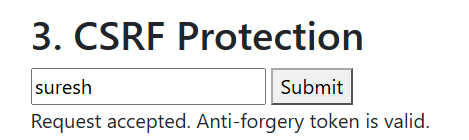 3. CSRF Protection
suresh Submit
Request accepted. Anti-forgery token is valid.